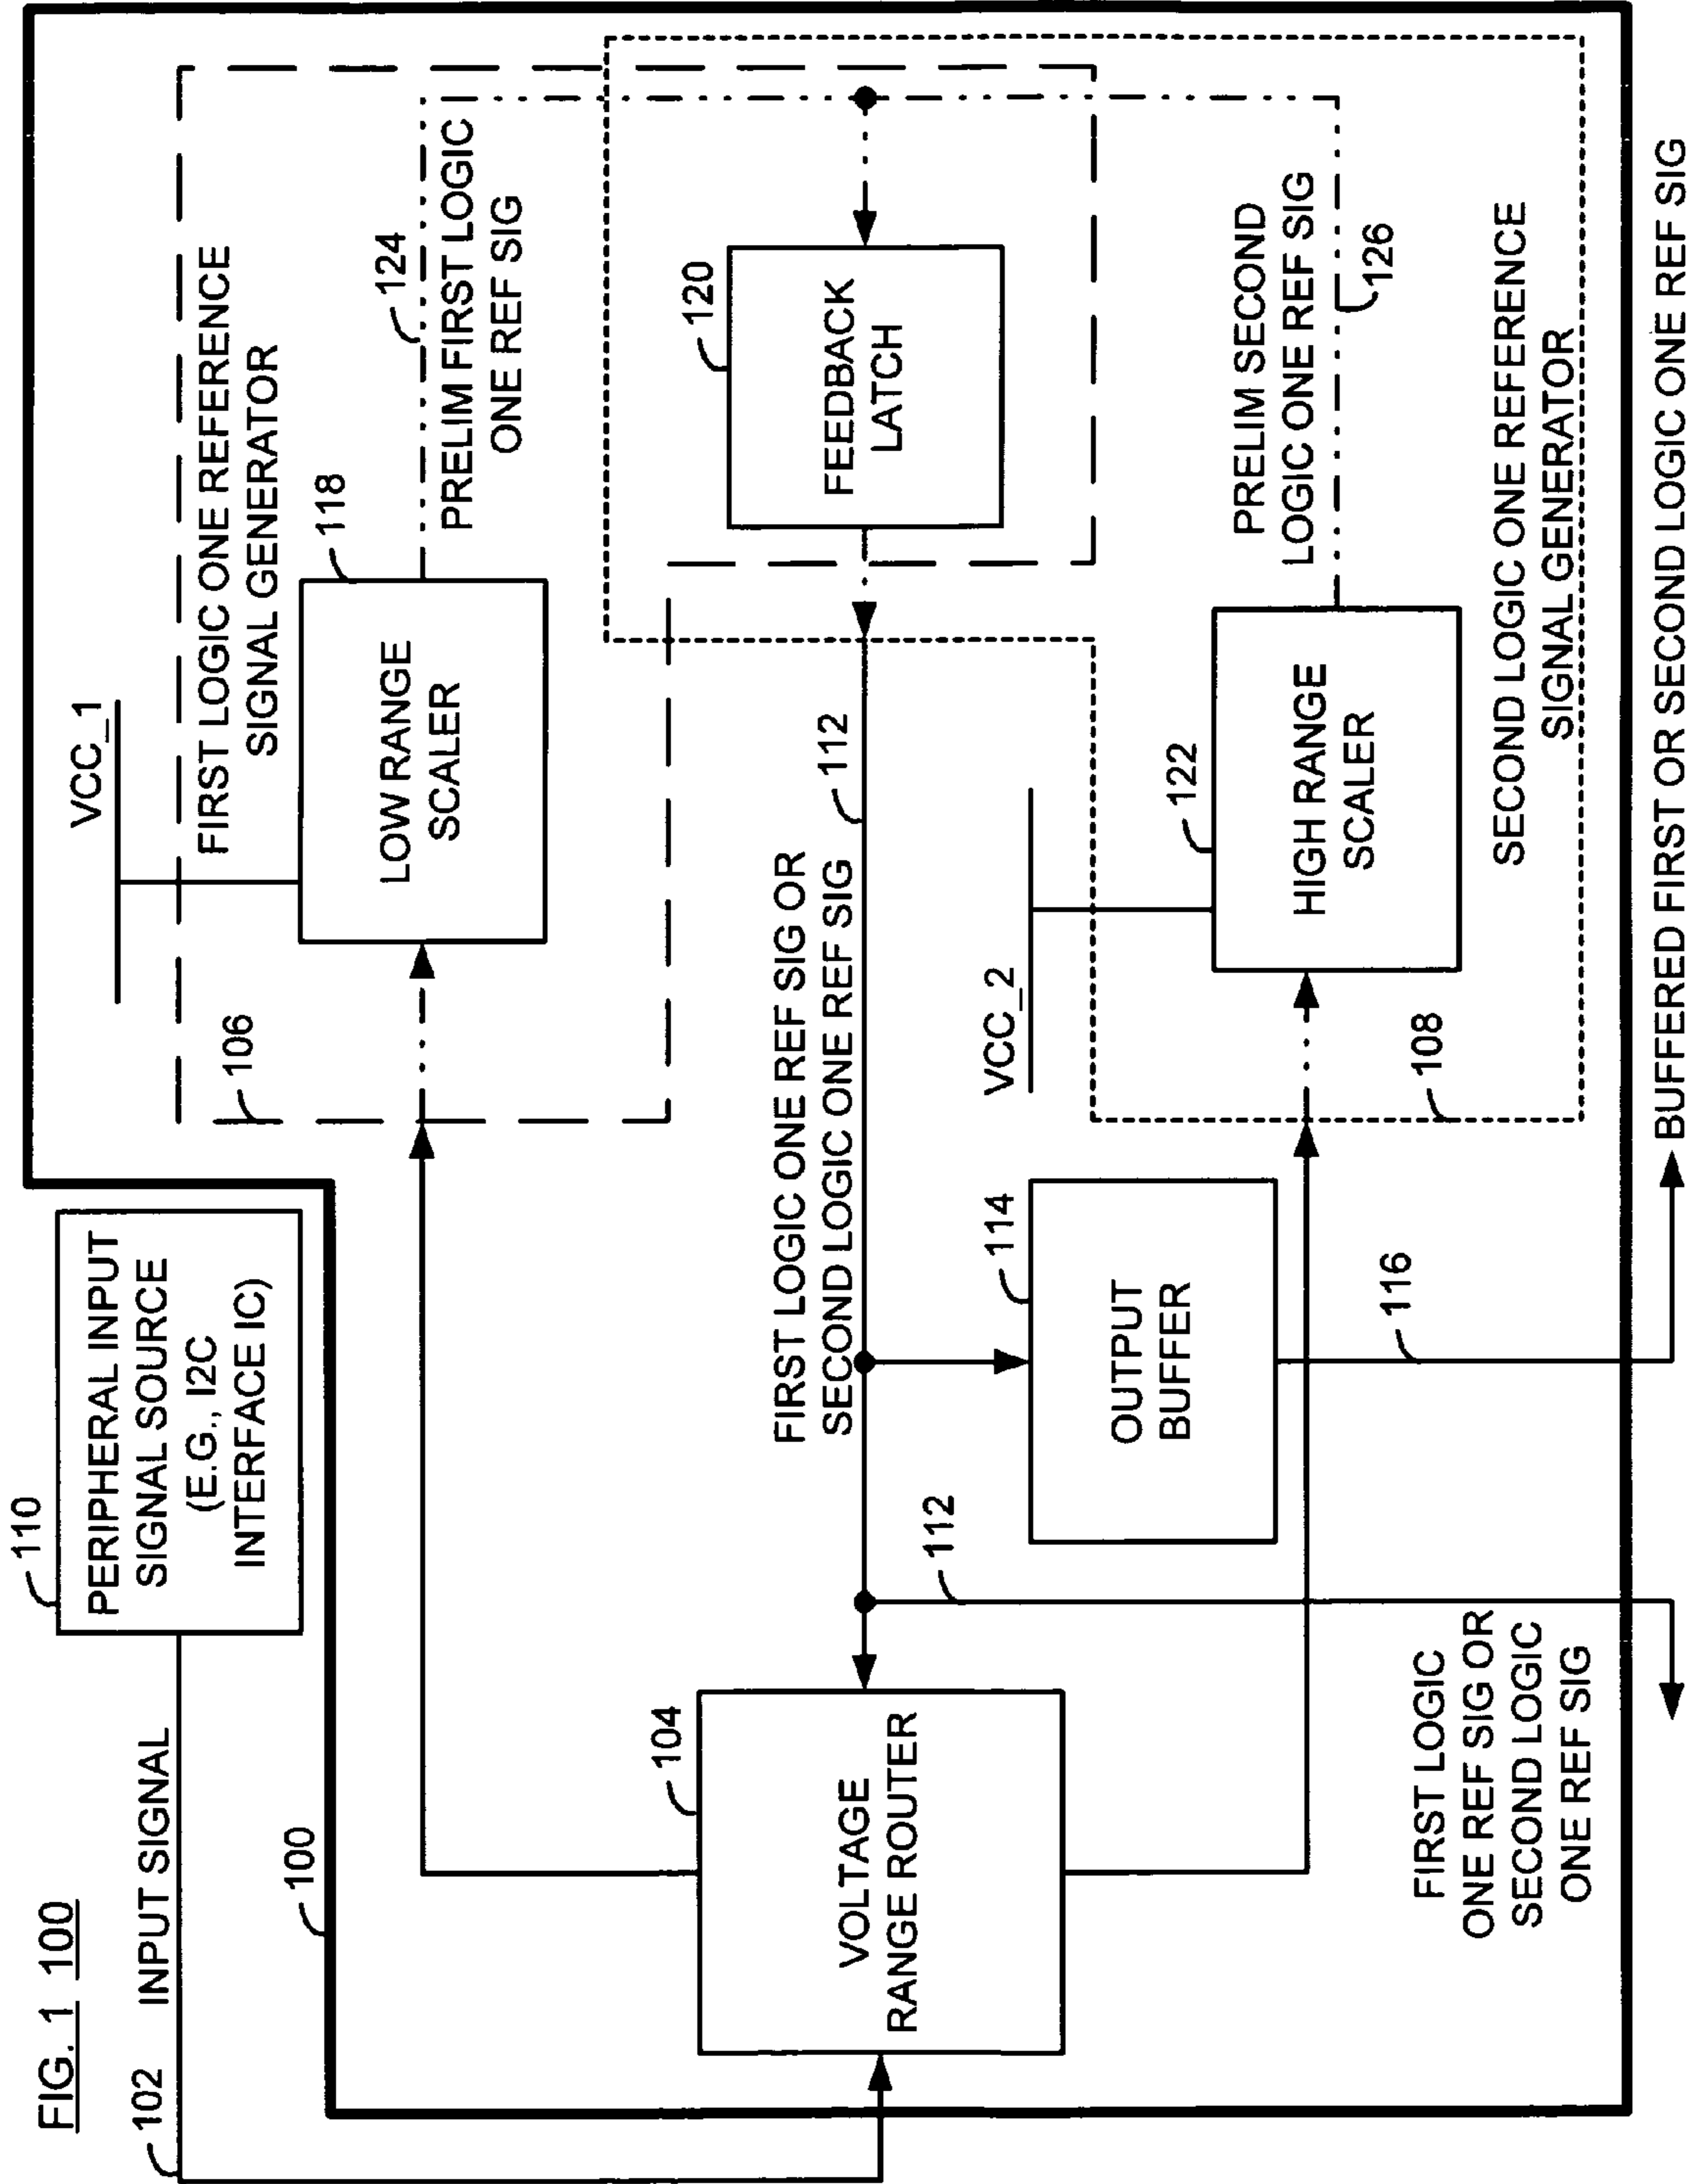 FIG. 1 100
110
PERIPHERAL INPUT
SIGNAL SOURCE
(E.G., I2C
INTERFACE IC)
102
INPUT SIGNAL
100
VCC_1
106
FIRST LOGIC ONE REFERENCE
SIGNAL GENERATOR
118
LOW RANGE
SCALER
124
PRELIM FIRST LOGIC
ONE REF SIG
104
VOLTAGE
RANGE ROUTER
FIRST LOGIC ONE REF SIG OR
SECOND LOGIC ONE REF SIG
112
120
FEEDBACK
LATCH
112
114
OUTPUT
BUFFER
VCC_2
122
HIGH RANGE
SCALER
PRELIM SECOND
LOGIC ONE REF SIG
126
116
108
SECOND LOGIC ONE REFERENCE
SIGNAL GENERATOR
FIRST LOGIC
ONE REF SIG OR
SECOND LOGIC
ONE REF SIG
BUFFERED FIRST OR SECOND LOGIC ONE REF SIG